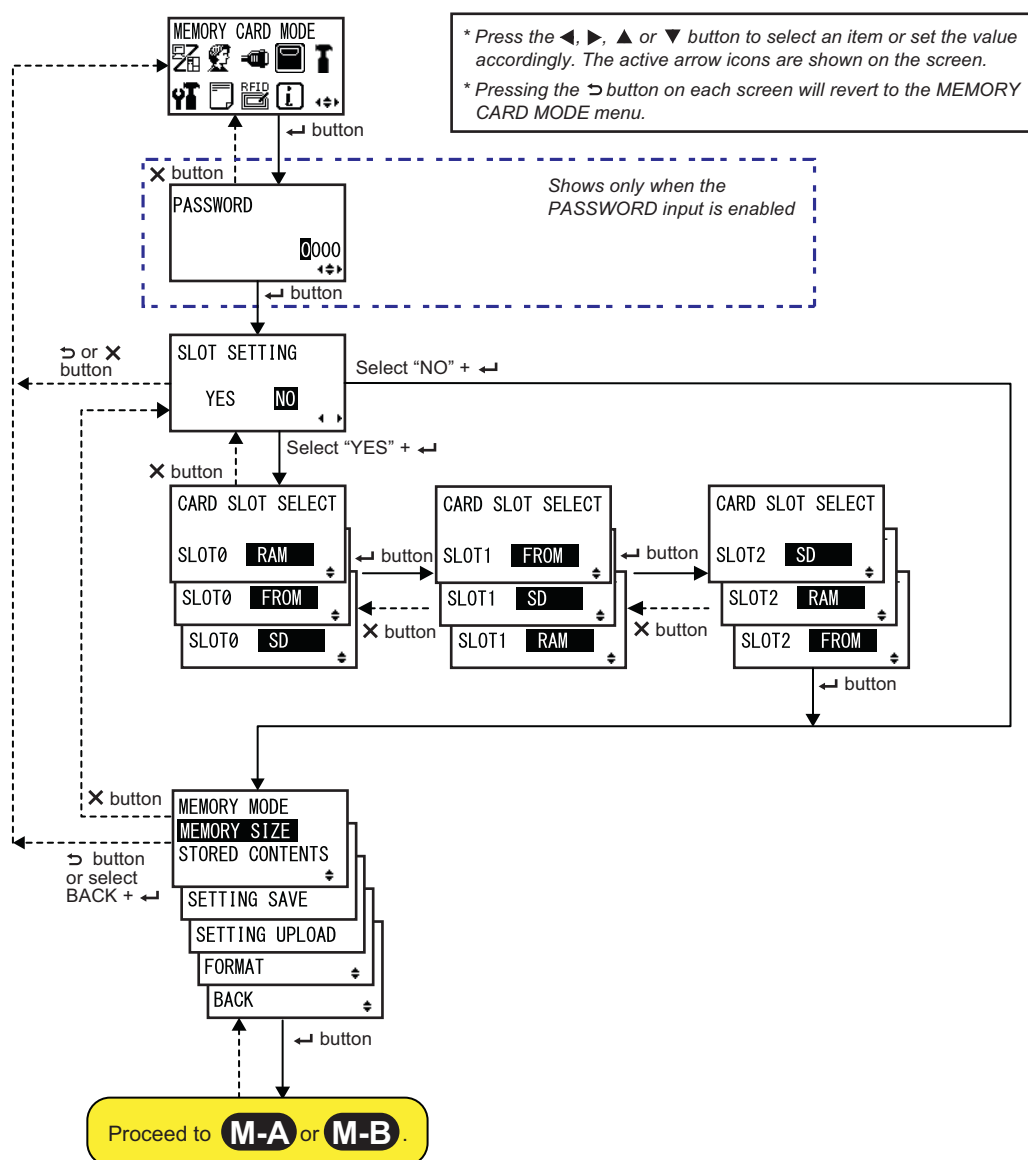 MEMORY CARD MODE
RFID
* Press the ◀, ▶, ▲ or ▼ button to select an item or set the value
accordingly. The active arrow icons are shown on the screen.
* Pressing the ⮌ button on each screen will revert to the MEMORY
CARD MODE menu.
↵ button
✕ button
Shows only when the
PASSWORD input is enabled
PASSWORD
0000
↵ button
⮌ or ✕
button
SLOT SETTING
YES NO
Select “NO” + ↵
Select “YES” + ↵
✕ button
CARD SLOT SELECT
SLOT0 RAM
SLOT0 FROM
SLOT0 SD
↵ button
✕ button
CARD SLOT SELECT
SLOT1 FROM
SLOT1 SD
SLOT1 RAM
↵ button
✕ button
CARD SLOT SELECT
SLOT2 SD
SLOT2 RAM
SLOT2 FROM
↵ button
✕ button
⮌ button
or select
BACK + ↵
MEMORY MODE
MEMORY SIZE
STORED CONTENTS
SETTING SAVE
SETTING UPLOAD
FORMAT
BACK
↵ button
Proceed to M-A or M-B .